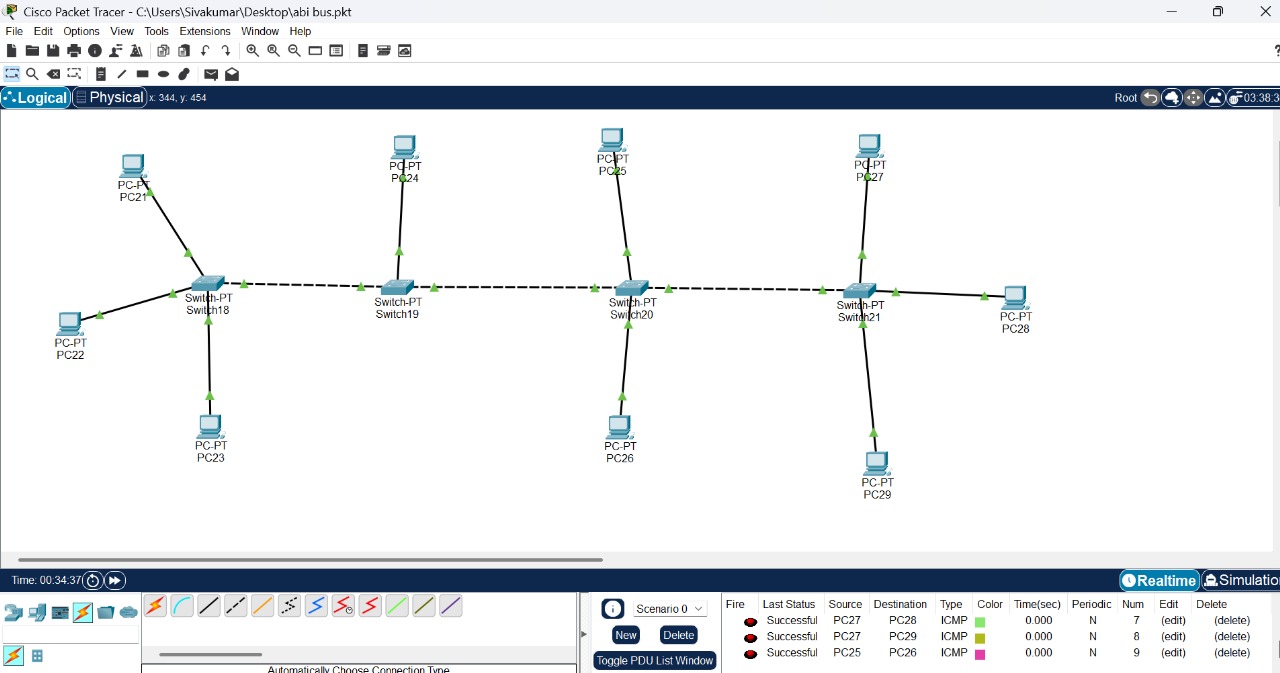 Cisco Packet Tracer - C:\Users\Sivakumar\Desktop\abi bus.pkt
File Edit Options View Tools Extensions Window Help
Logical Physical x: 344, y: 454 Root 03:38:3
PC-PT
PC21
PC-PT
PC24
PC-PT
PC25
PC-PT
PC27
Switch-PT
Switch18
Switch-PT
Switch19
Switch-PT
Switch20
Switch-PT
Switch21
PC-PT
PC28
PC-PT
PC22
PC-PT
PC23
PC-PT
PC26
PC-PT
PC29
Time: 00:34:37 Realtime Simulation
Scenario 0
New Delete
Toggle PDU List Window
Automatically Choose Connection Type
Fire Last Status Source Destination Type Color Time(sec) Periodic Num Edit Delete
Successful PC27 PC28 ICMP 0.000 N 7 (edit) (delete)
Successful PC27 PC29 ICMP 0.000 N 8 (edit) (delete)
Successful PC25 PC26 ICMP 0.000 N 9 (edit) (delete)